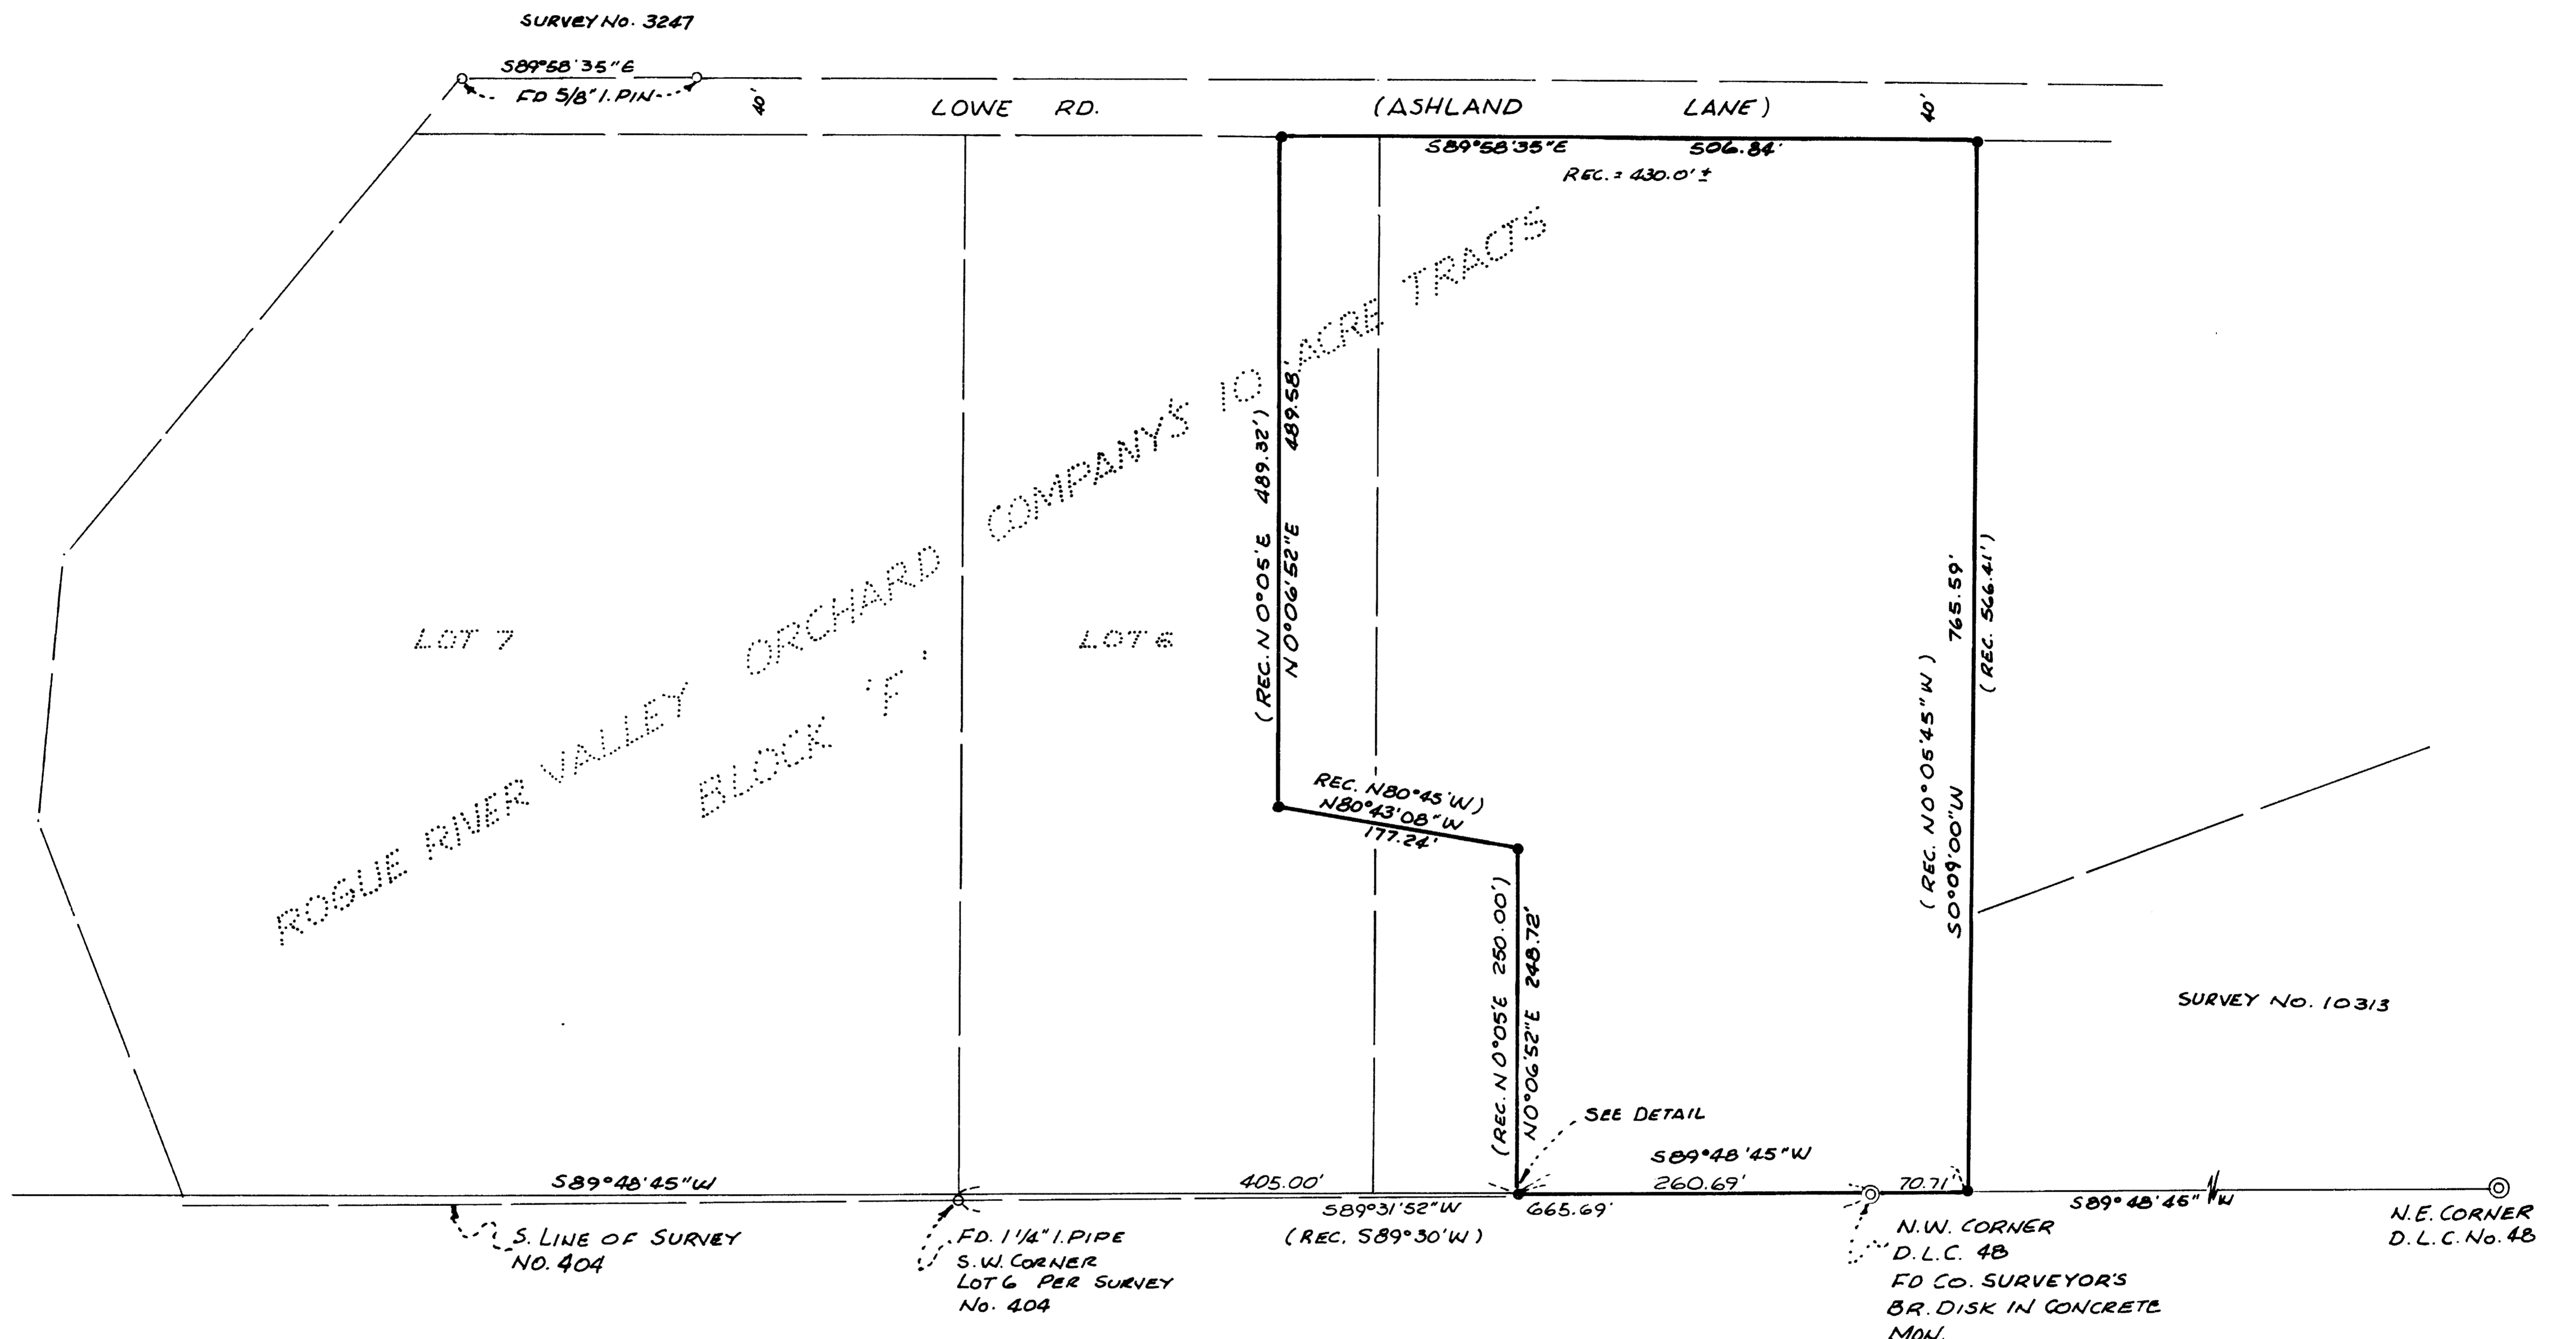 SURVEY No. 3247
S89°58'35"E
FD 5/8" I. PIN
40'
LOWE RD. (ASHLAND LANE)
40'
S89°58'35"E 506.84'
REC. = 430.0' ±
ROGUE RIVER VALLEY ORCHARD COMPANY'S 10 ACRE TRACTS
BLOCK 'F'
LOT 7
LOT 6
(REC. N0°05'E 489.32')
N0°06'52"E 489.58'
REC. N80°45'W)
N80°43'08"W
177.24'
(REC. N0°05'E 250.00')
N0°06'52"E 248.72'
(REC. N0°05'45"W)
S0°09'00"W 765.59'
(REC. 566.41')
SURVEY NO. 10313
SEE DETAIL
S89°48'45"W
S89°48'45"W
405.00'
260.69'
70.71'
S89°31'52"W 665.69'
(REC. S89°30'W)
S89°48'45"W
S. LINE OF SURVEY
NO. 404
FD. 1 1/4" I. PIPE
S.W. CORNER
LOT 6 PER SURVEY
No. 404
N.W. CORNER
D.L.C. 48
FD CO. SURVEYOR'S
BR. DISK IN CONCRETE
MON.
N.E. CORNER
D.L.C. No. 48